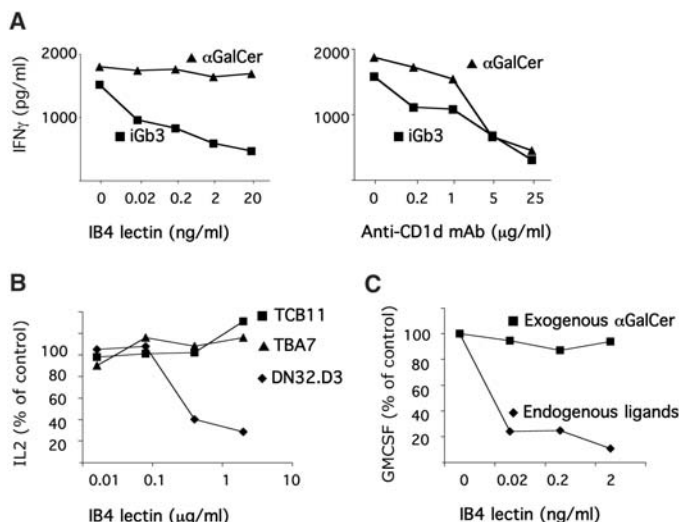 A
2000
αGalCer
IFNγ (pg/ml)
1000
iGb3
0 0.02 0.2 2 20
IB4 lectin (ng/ml)
2000
αGalCer
1000
iGb3
0 0.2 1 5 25
Anti-CD1d mAb (μg/ml)
B
IL2 (% of control)
100
80
60
40
20
TCB11
TBA7
DN32.D3
0.01 0.1 1 10
IB4 lectin (μg/ml)
C
GMCSF (% of control)
100
80
60
40
20
Exogenous αGalCer
Endogenous ligands
0 0.02 0.2 2
IB4 lectin (ng/ml)